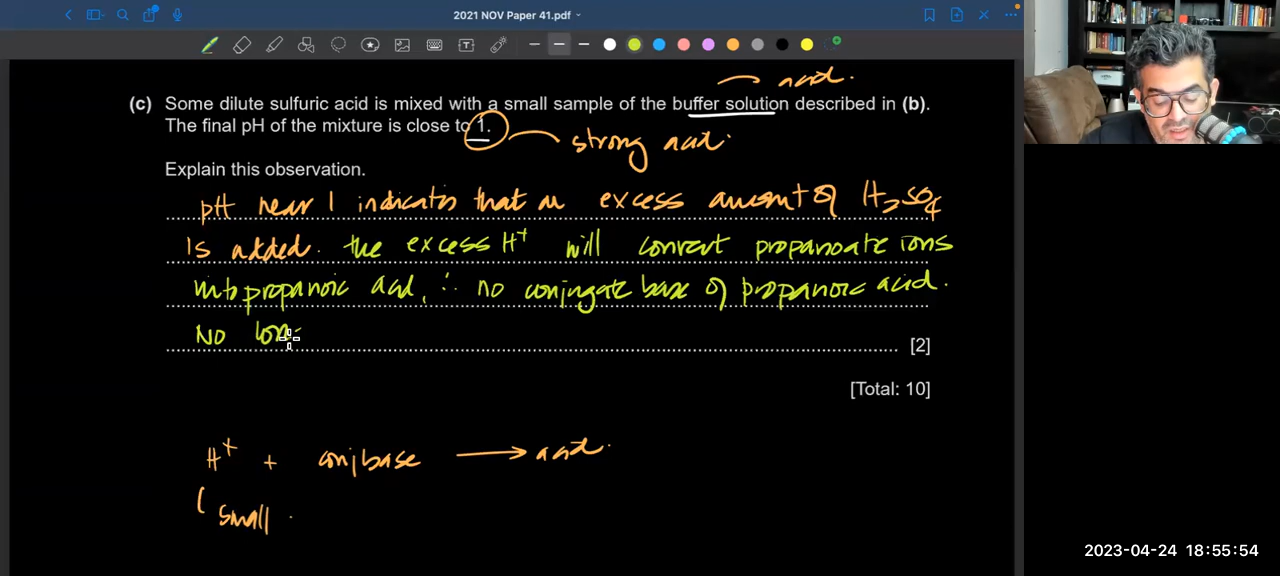 2021 NOV Paper 41.pdf
acid.
(c) Some dilute sulfuric acid is mixed with a small sample of the buffer solution described in (b).
The final pH of the mixture is close to 1.
strong acid.
Explain this observation.
pH near 1 indicates that an excess amount of H2SO4
is added. the excess H+ will convert propanoate ions
into propanoic acid, ∴ no conjugate base of propanoic acid.
No
[2]
[Total: 10]
H+ + conj base → acid.
( small
2023-04-24 18:55:54